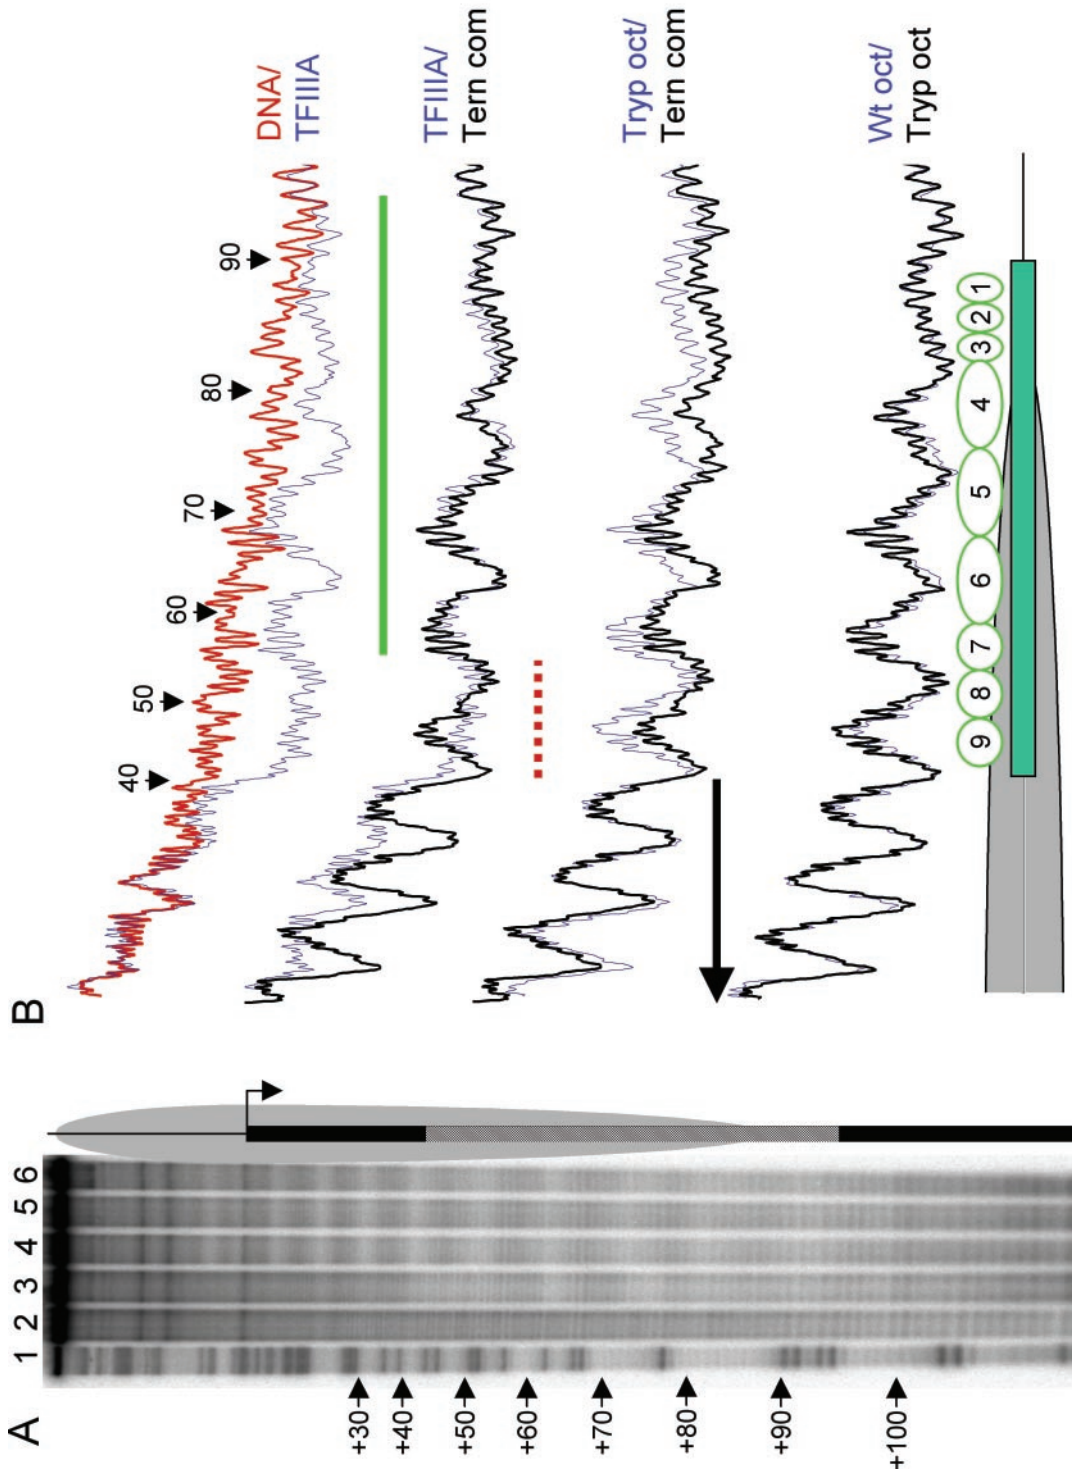 A
1 2 3 4 5 6
+30
+40
+50
+60
+70
+80
+90
+100
B
40 50 60 70 80 90
DNA/
TFIIIA
TFIIIA/
Tern com
Tryp oct/
Tern com
Wt oct/
Tryp oct
9 8 7 6 5 4 3 2 1